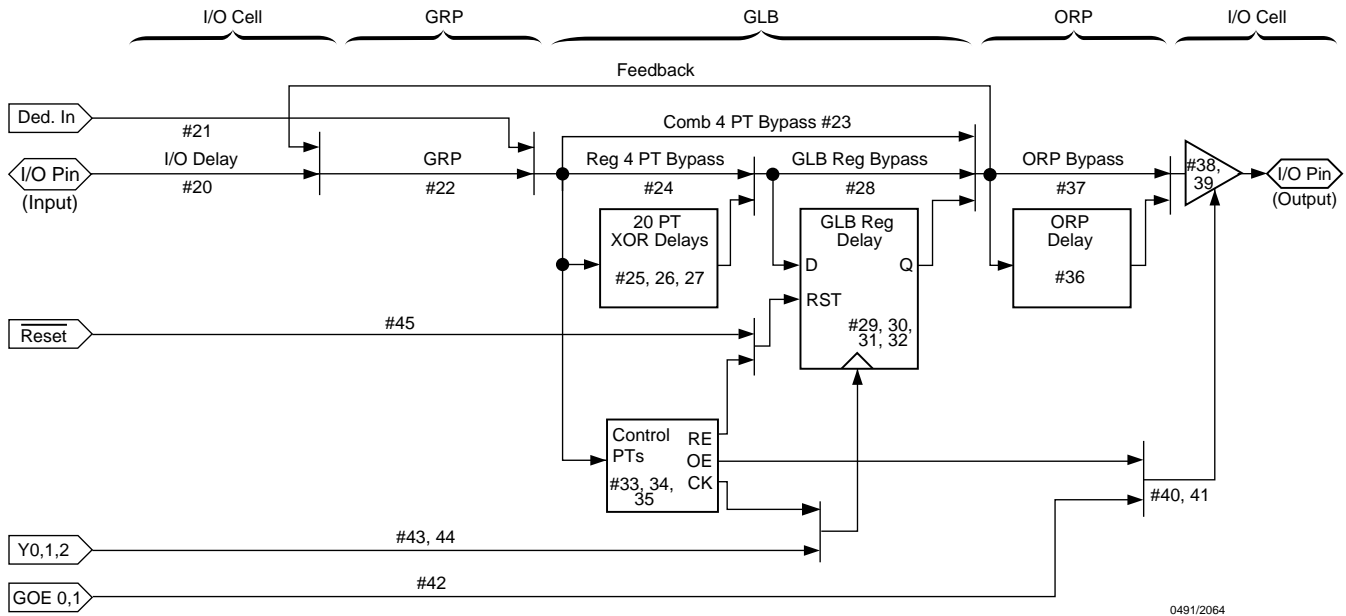 I/O Cell
GRP
GLB
ORP
I/O Cell
Feedback
Ded. In
#21
Comb 4 PT Bypass #23
I/O Pin
(Input)
I/O Delay
#20
GRP
#22
Reg 4 PT Bypass
#24
GLB Reg Bypass
#28
ORP Bypass
#37
#38,
39
I/O Pin
(Output)
20 PT
XOR Delays
#25, 26, 27
GLB Reg
Delay
D
Q
RST
#29, 30,
31, 32
ORP
Delay
#36
Reset
#45
Control
PTs
RE
OE
CK
#33, 34,
35
#40, 41
Y0,1,2
#43, 44
GOE 0,1
#42
0491/2064